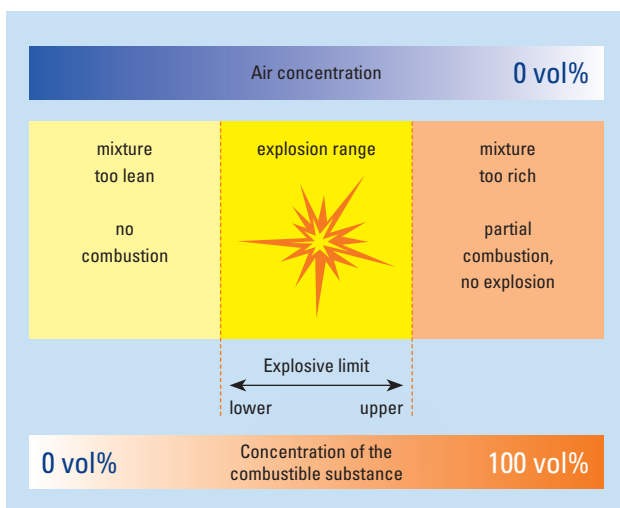 Air concentration
0 vol%
mixture
too lean
no
combustion
explosion range
mixture
too rich
partial
combustion,
no explosion
Explosive limit
lower
upper
0 vol%
Concentration of the
combustible substance
100 vol%